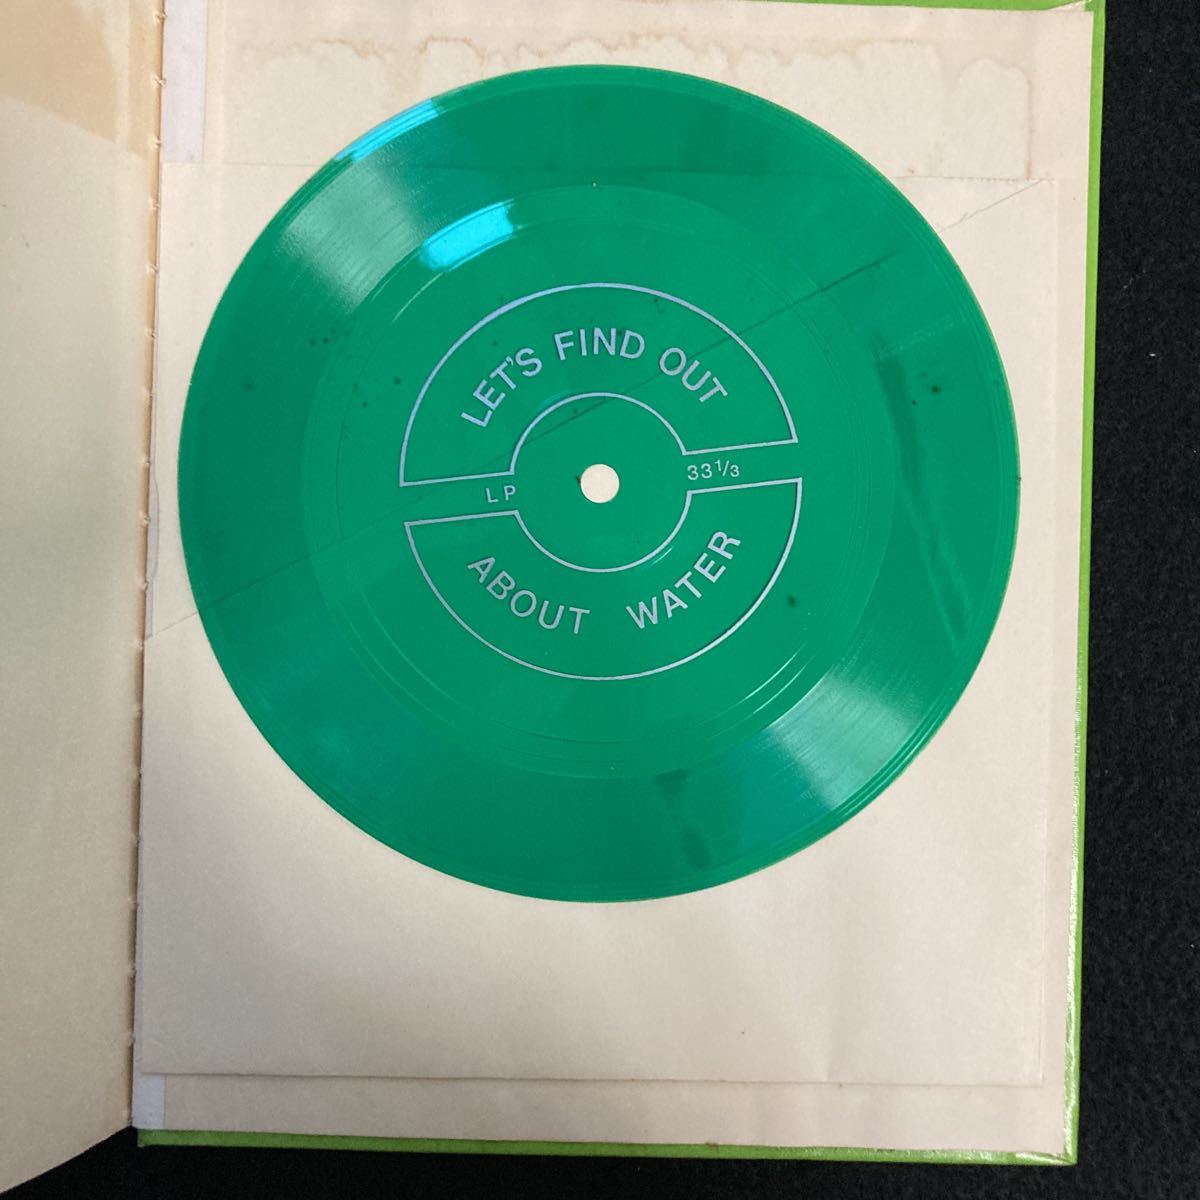 LET'S FIND OUT
LP 33 1/3
ABOUT WATER